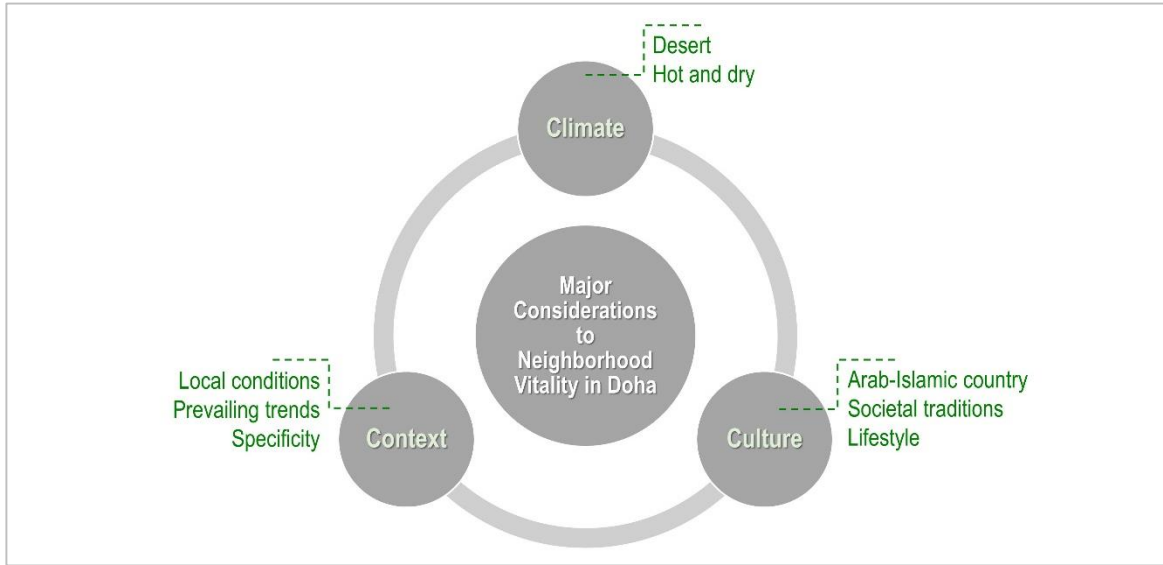 Desert
Hot and dry
Climate
Major
Considerations
to
Neighborhood
Vitality in Doha
Local conditions
Prevailing trends
Specificity
Context
Arab-Islamic country
Societal traditions
Lifestyle
Culture